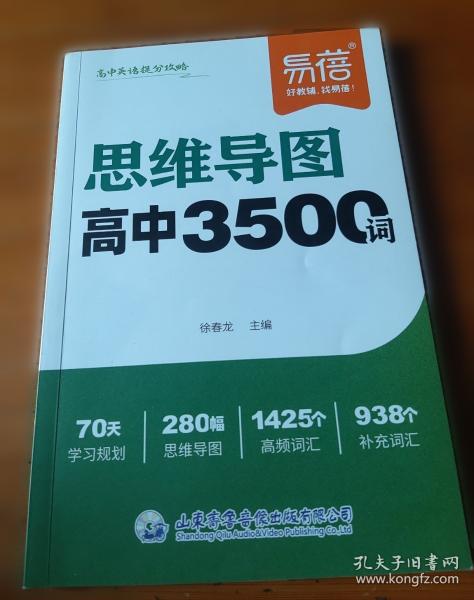 高中英语提分攻略
易蓓®
好教辅,找易蓓!
思维导图
高中3500词
徐春龙 主编
70天 280幅 1425个 938个
学习规划 思维导图 高频词汇 补充词汇
山东齐鲁音像出版有限公司
Shandong Qilu Audio&Video Publishing Co.,Ltd
孔夫子旧书网
www.kongfz.com